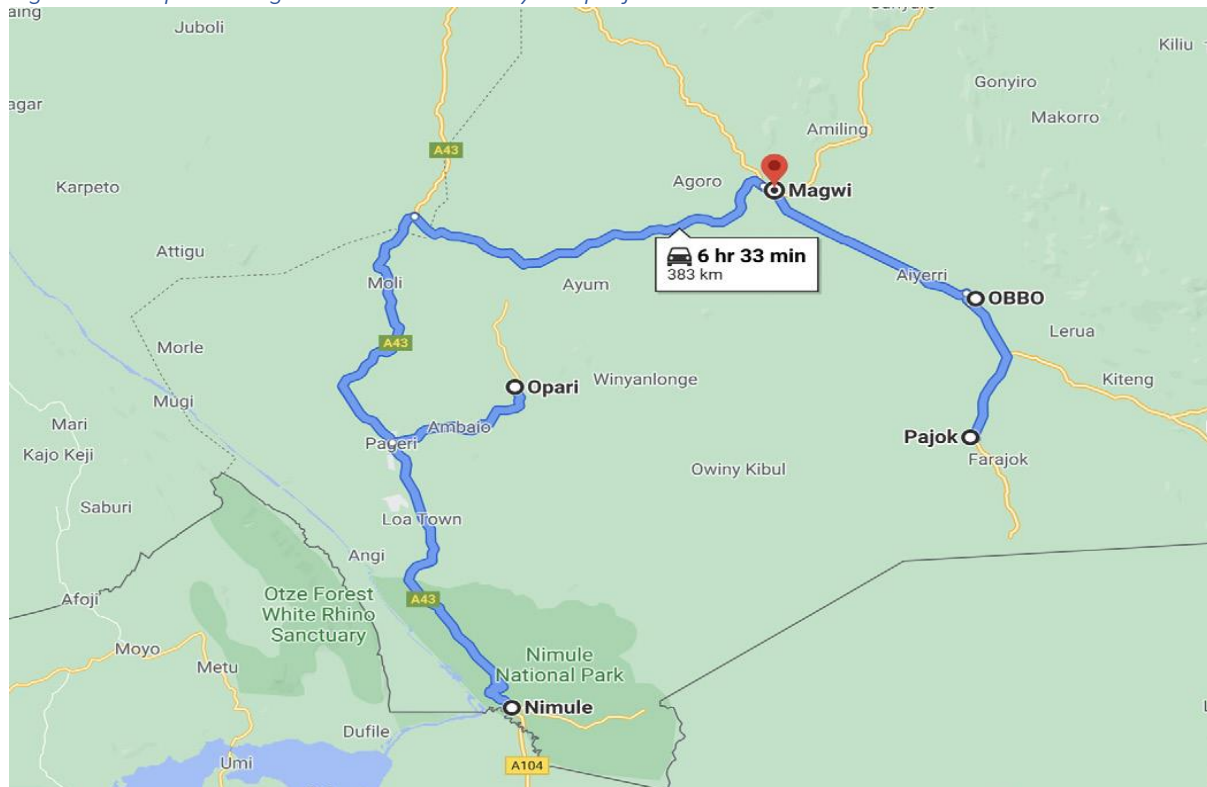 Juboli
Kiliu
Gonyiro
agar
Makorro
Amiling
A43
Agoro
Magwi
Karpeto
6 hr 33 min
383 km
Attigu
Aiyerri
OBBO
Moli
Ayum
Lerua
A43
Morle
Winyanlonge
Kiteng
Opari
Mugi
Mari
Ambaio
Pajok
Kajo Keji
Pageri
Farajok
Owiny Kibul
Saburi
Loa Town
Angi
Otze Forest
White Rhino
Sanctuary
A43
Afoji
Moyo
Nimule
National Park
Metu
Nimule
Dufile
Umi
A104